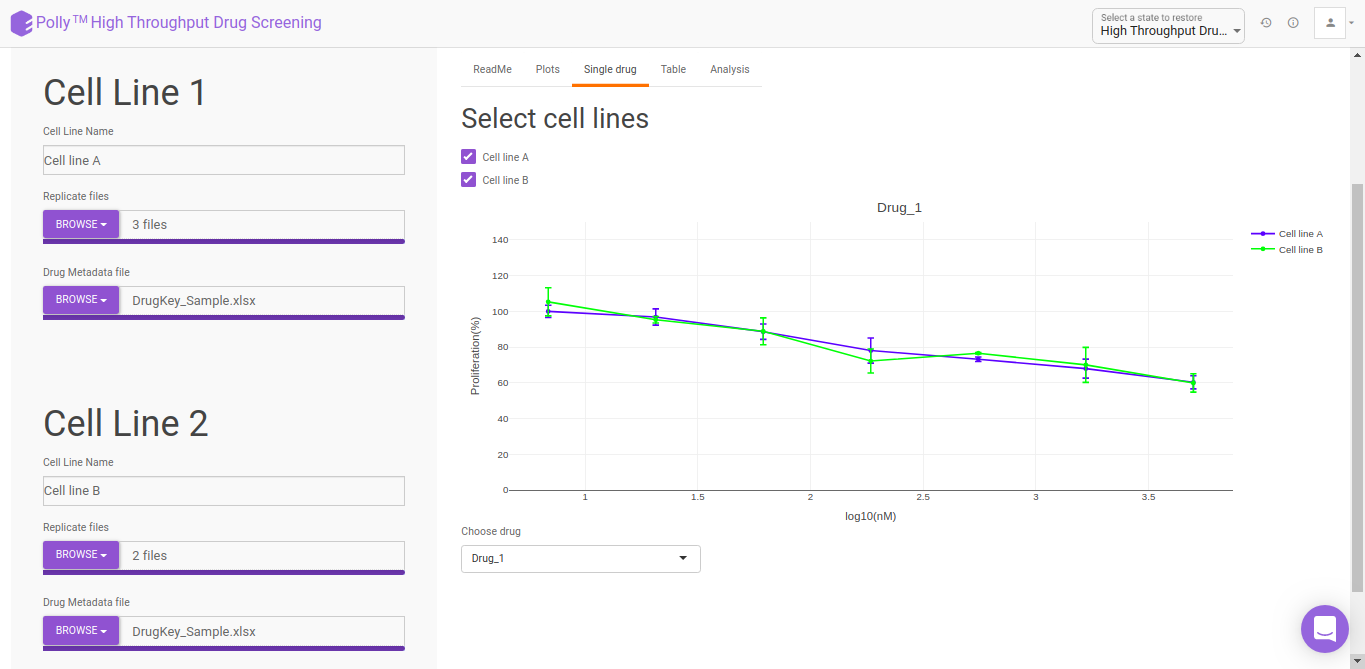 Polly™ High Throughput Drug Screening
Select a state to restore
High Throughput Dru...
Cell Line 1
Cell Line Name
Cell line A
Replicate files
BROWSE 3 files
Drug Metadata file
BROWSE DrugKey_Sample.xlsx
Cell Line 2
Cell Line Name
Cell line B
Replicate files
BROWSE 2 files
Drug Metadata file
BROWSE DrugKey_Sample.xlsx
ReadMe Plots Single drug Table Analysis
Select cell lines
Cell line A
Cell line B
Drug_1
Cell line A
Cell line B
Proliferation(%)
140
120
100
80
60
40
20
0
1 1.5 2 2.5 3 3.5
log10(nM)
Choose drug
Drug_1